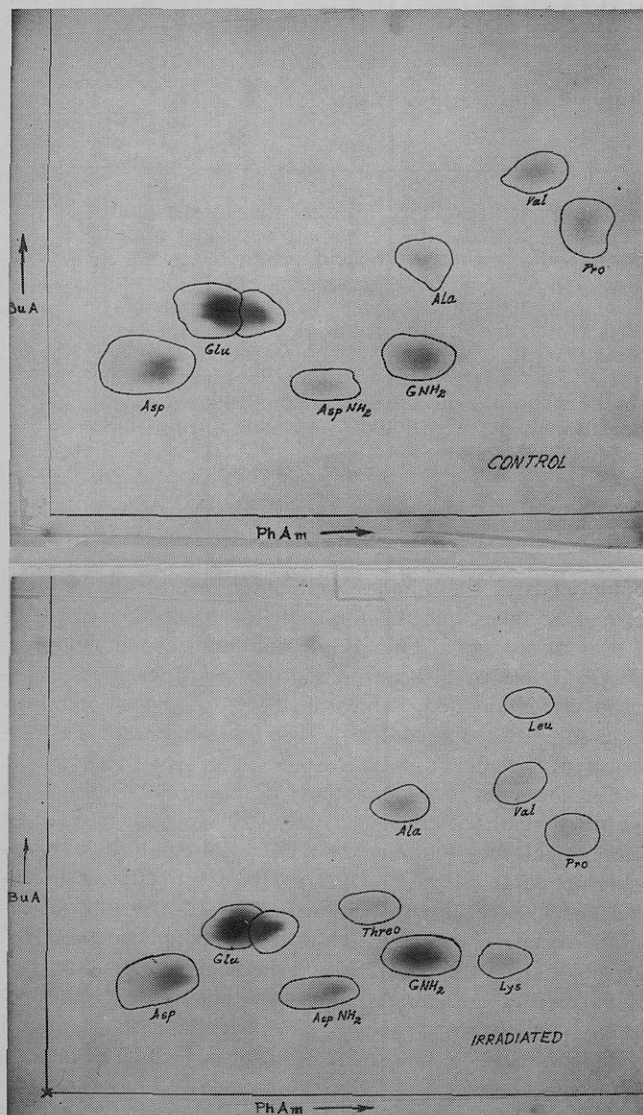 Val
Pro
BuA
Ala
Glu
GNH₂
Asp
Asp NH₂
CONTROL
PhAm
Leu
Val
Ala
Pro
BuA
Threo
Glu
GNH₂
Lys
Asp
Asp NH₂
IRRADIATED
PhAm